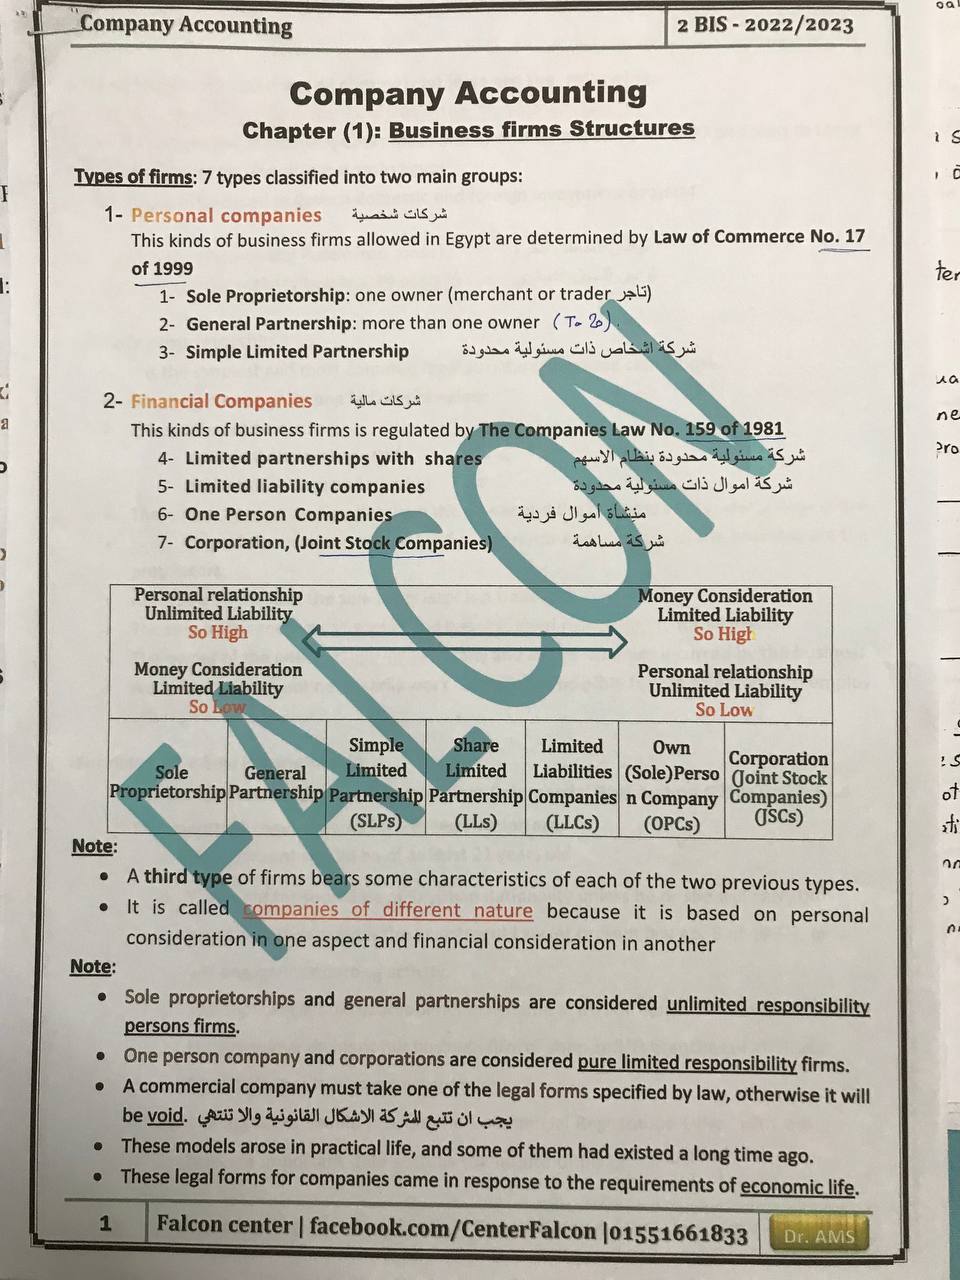 Company Accounting
2 BIS - 2022/2023
Company Accounting
Chapter (1): Business firms Structures
Types of firms: 7 types classified into two main groups:
1- Personal companies شركات شخصية
This kinds of business firms allowed in Egypt are determined by Law of Commerce No. 17
of 1999
1- Sole Proprietorship: one owner (merchant or trader تاجر)
2- General Partnership: more than one owner (To 20).
3- Simple Limited Partnership شركة اشخاص ذات مسئولية محدودة
2- Financial Companies شركات مالية
This kinds of business firms is regulated by The Companies Law No. 159 of 1981
4- Limited partnerships with shares شركة مسئولية محدودة بنظام الاسهم
5- Limited liability companies شركة اموال ذات مسئولية محدودة
6- One Person Companies منشأة أموال فردية
7- Corporation, (Joint Stock Companies) شركة مساهمة
Personal relationship
Unlimited Liability
So High
Money Consideration
Limited Liability
So Low
Money Consideration
Limited Liability
So High
Personal relationship
Unlimited Liability
So Low
Sole
Proprietorship
General
Partnership
Simple
Limited
Partnership
(SLPs)
Share
Limited
Partnership
(LLs)
Limited
Liabilities
Companies
(LLCs)
Own
(Sole)Perso
n Company
(OPCs)
Corporation
(Joint Stock
Companies)
(JSCs)
Note:
• A third type of firms bears some characteristics of each of the two previous types.
• It is called companies of different nature because it is based on personal
consideration in one aspect and financial consideration in another
Note:
• Sole proprietorships and general partnerships are considered unlimited responsibility
persons firms.
• One person company and corporations are considered pure limited responsibility firms.
• A commercial company must take one of the legal forms specified by law, otherwise it will
be void. يجب ان تتبع للشركة الاشكال القانونية والا تنتهي
• These models arose in practical life, and some of them had existed a long time ago.
• These legal forms for companies came in response to the requirements of economic life.
1
Falcon center | facebook.com/CenterFalcon |01551661833
Dr. AMS
FALCON